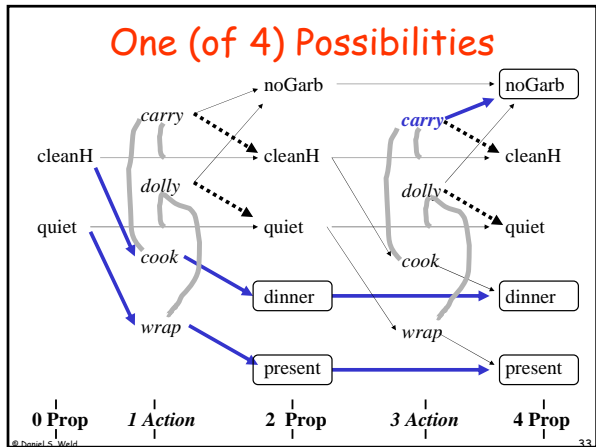 One (of 4) Possibilities
noGarb noGarb
carry carry
cleanH cleanH cleanH
dolly dolly
quiet quiet quiet
cook cook
dinner dinner
wrap wrap
present present
0 Prop 1 Action 2 Prop 3 Action 4 Prop
© Daniel S. Weld 33